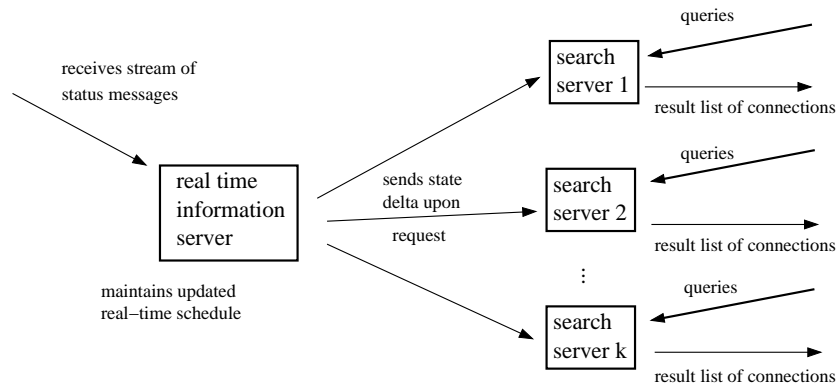 receives stream of
status messages
real time
information
server
maintains updated
real−time schedule
sends state
delta upon
request
queries
search
server 1
result list of connections
queries
search
server 2
result list of connections
...
queries
search
server k
result list of connections